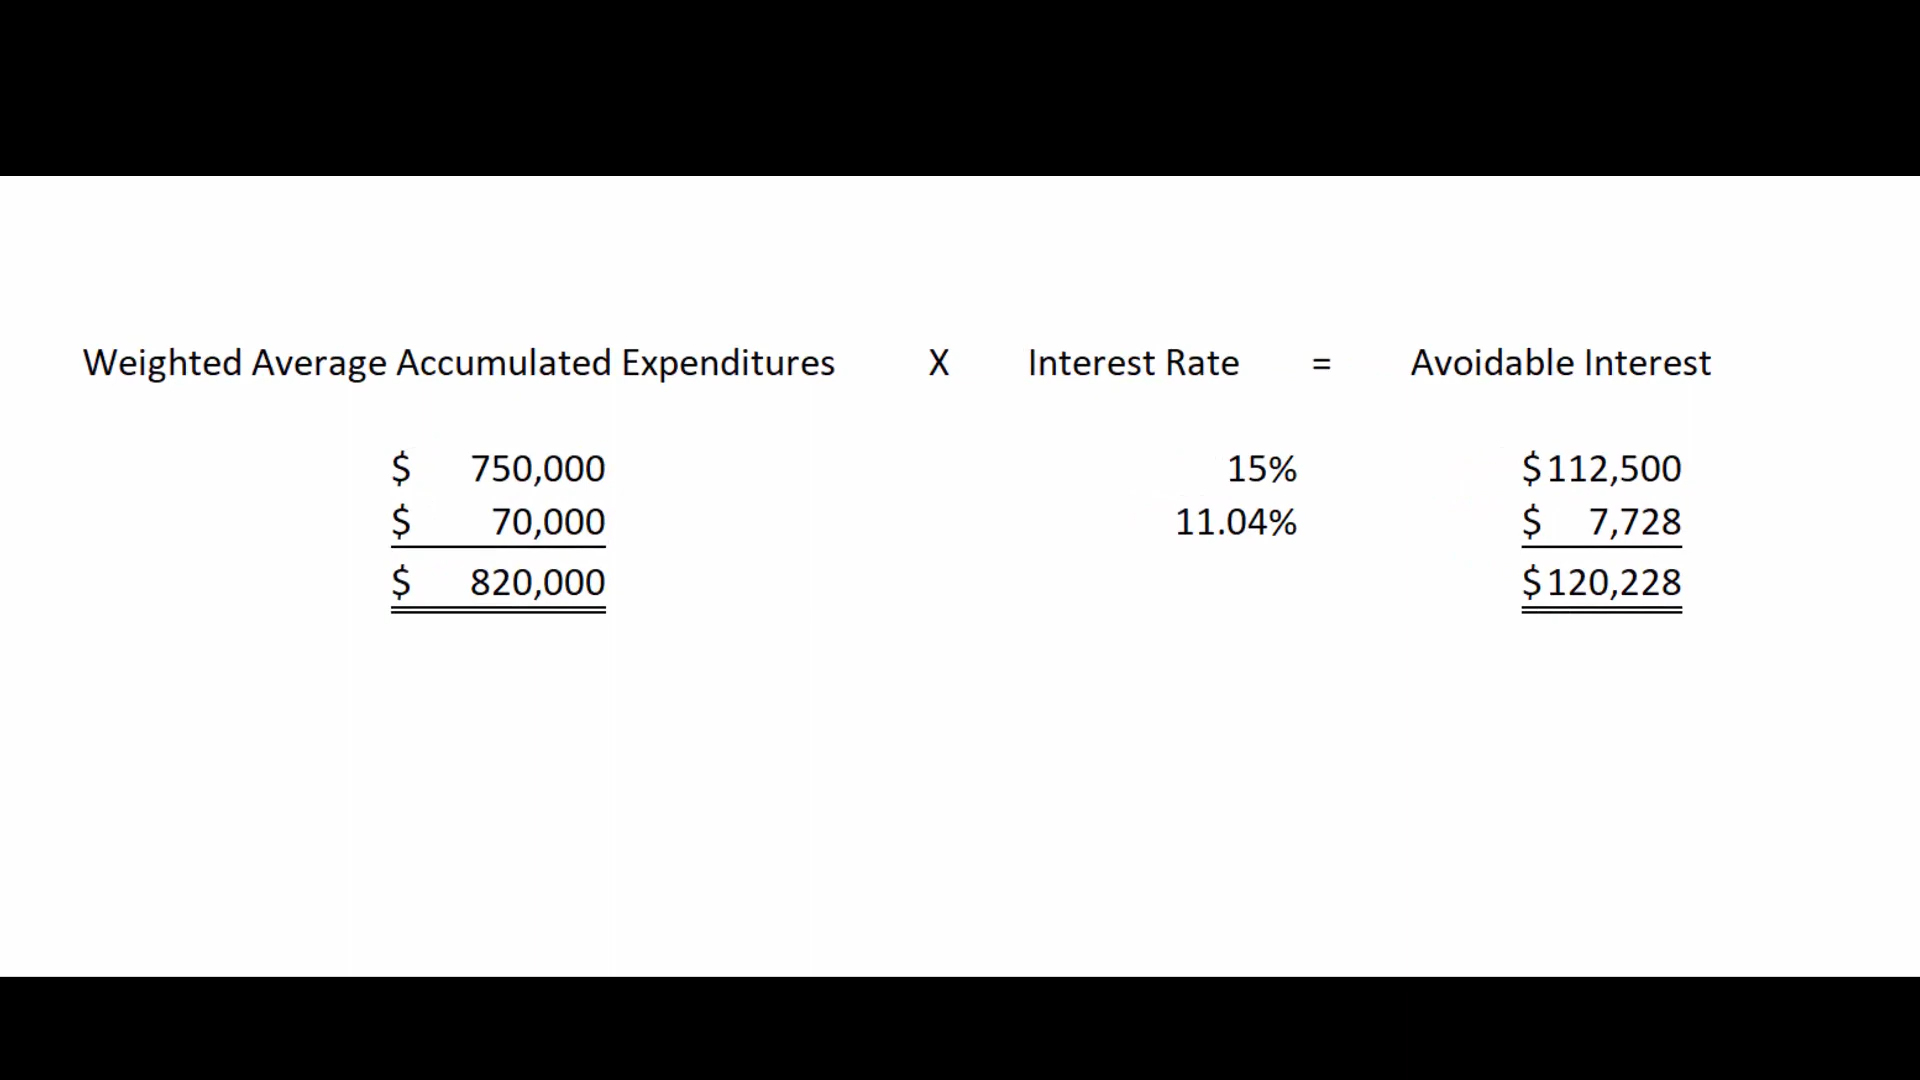 Weighted Average Accumulated Expenditures X Interest Rate = Avoidable Interest
$ 750,000 15% $112,500
$ 70,000 11.04% $ 7,728
$ 820,000 $120,228